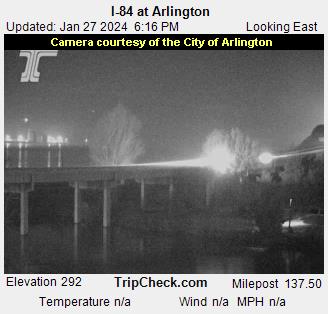 I-84 at Arlington
Updated: Jan 27 2024 6:16 PM Looking East
Camera courtesy of the City of Arlington
Elevation 292 TripCheck.com Milepost 137.50
Temperature n/a Wind n/a MPH n/a